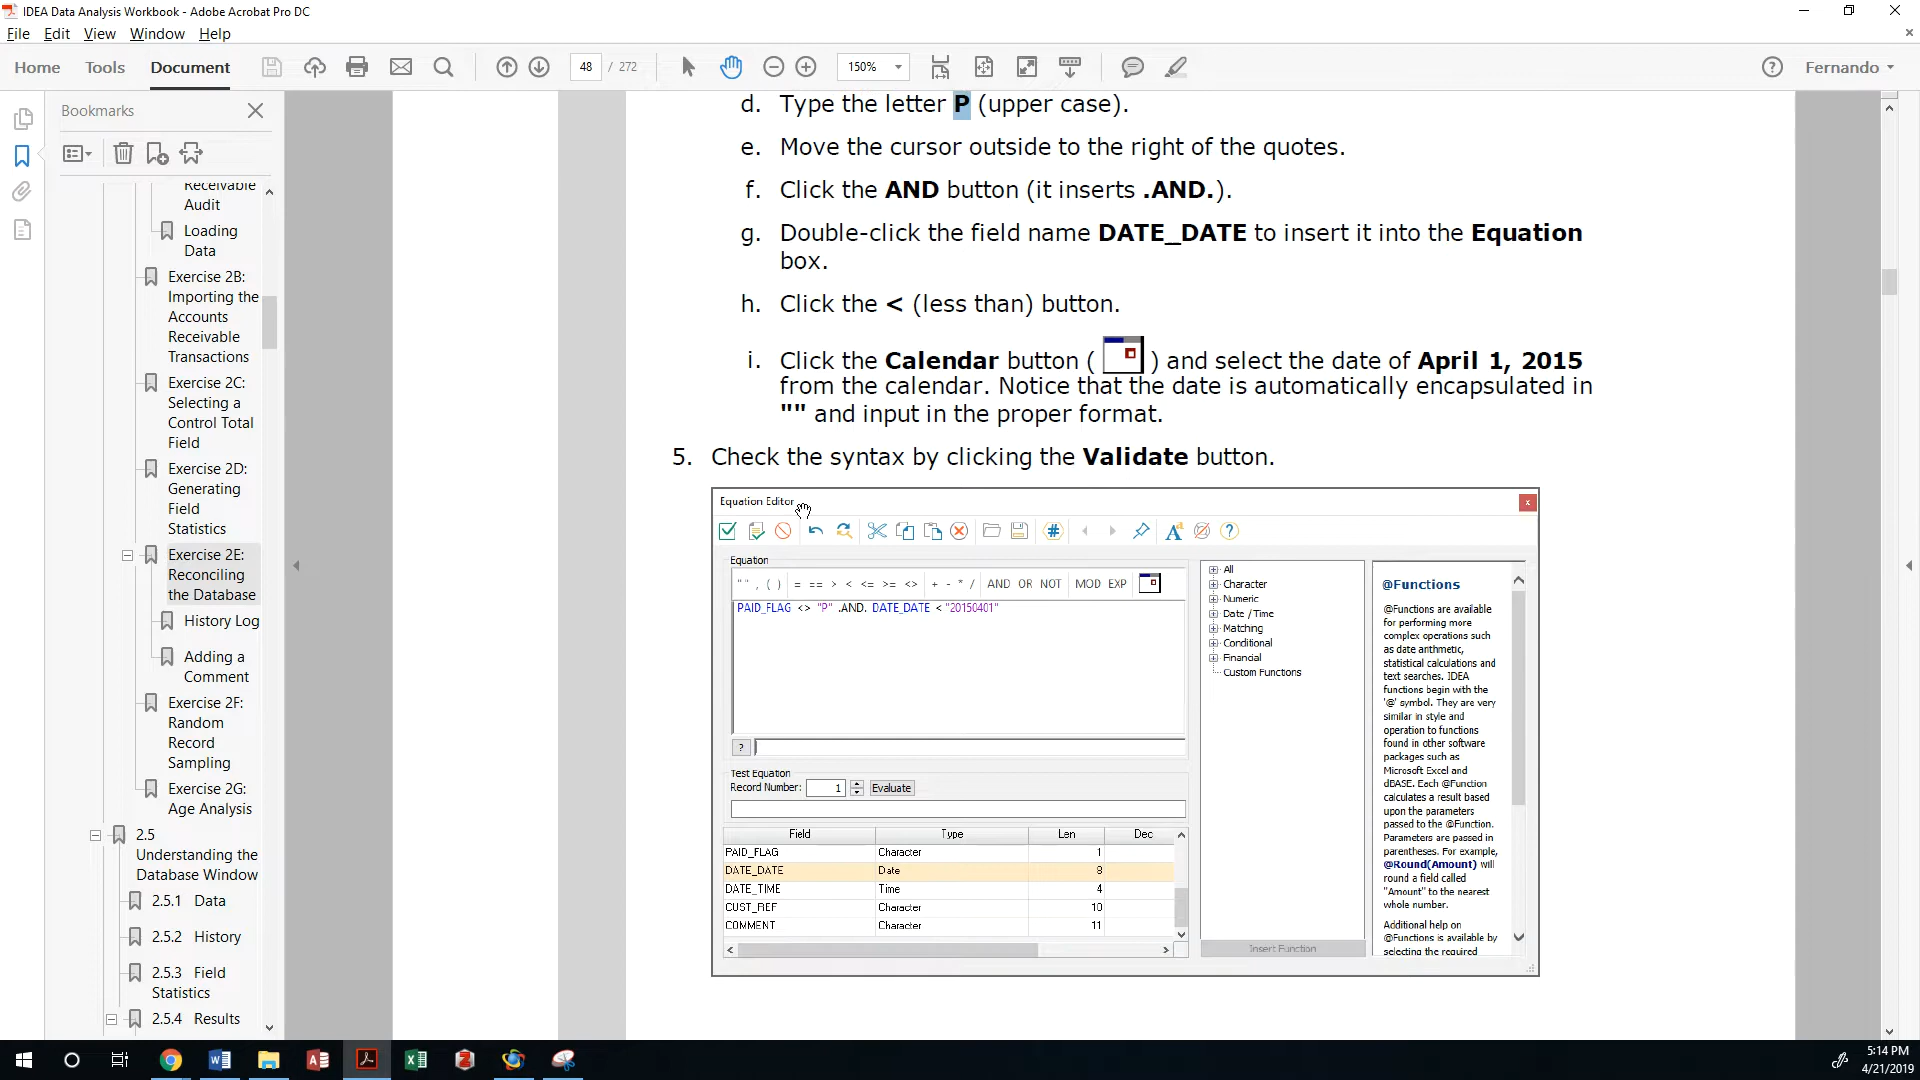 IDEA Data Analysis Workbook - Adobe Acrobat Pro DC
File Edit View Window Help
Home Tools Document 48 / 272 150% Fernando
Bookmarks
Receivable
Audit
Loading
Data
Exercise 2B:
Importing the
Accounts
Receivable
Transactions
Exercise 2C:
Selecting a
Control Total
Field
Exercise 2D:
Generating
Field
Statistics
Exercise 2E:
Reconciling
the Database
History Log
Adding a
Comment
Exercise 2F:
Random
Record
Sampling
Exercise 2G:
Age Analysis
2.5
Understanding the
Database Window
2.5.1 Data
2.5.2 History
2.5.3 Field
Statistics
2.5.4 Results
d. Type the letter P (upper case).
e. Move the cursor outside to the right of the quotes.
f. Click the AND button (it inserts .AND.).
g. Double-click the field name DATE_DATE to insert it into the Equation
box.
h. Click the < (less than) button.
i. Click the Calendar button ( ) and select the date of April 1, 2015
from the calendar. Notice that the date is automatically encapsulated in
"" and input in the proper format.
5. Check the syntax by clicking the Validate button.
Equation Editor
Equation
"" , ( ) = == > < <= >= <> + - * / AND OR NOT MOD EXP
PAID_FLAG <> "P" .AND. DATE_DATE < "20150401"
?
Test Equation
Record Number: 1 Evaluate
Field Type Len Dec
PAID_FLAG Character 1
DATE_DATE Date 8
DATE_TIME Time 4
CUST_REF Character 10
COMMENT Character 11
All
Character
Numeric
Date / Time
Matching
Conditional
Financial
Custom Functions
Insert Function
@Functions
@Functions are available
for performing more
complex operations such
as date arithmetic,
statistical calculations and
text searches. IDEA
functions begin with the
'@' symbol. They are very
similar in style and
operation to functions
found in other software
packages such as
Microsoft Excel and
dBASE. Each @Function
calculates a result based
upon the parameters
passed to the @Function.
Parameters are passed in
parentheses. For example,
@Round(Amount) will
round a field called
"Amount" to the nearest
whole number.
Additional help on
@Functions is available by
selecting the required
5:14 PM
4/21/2019